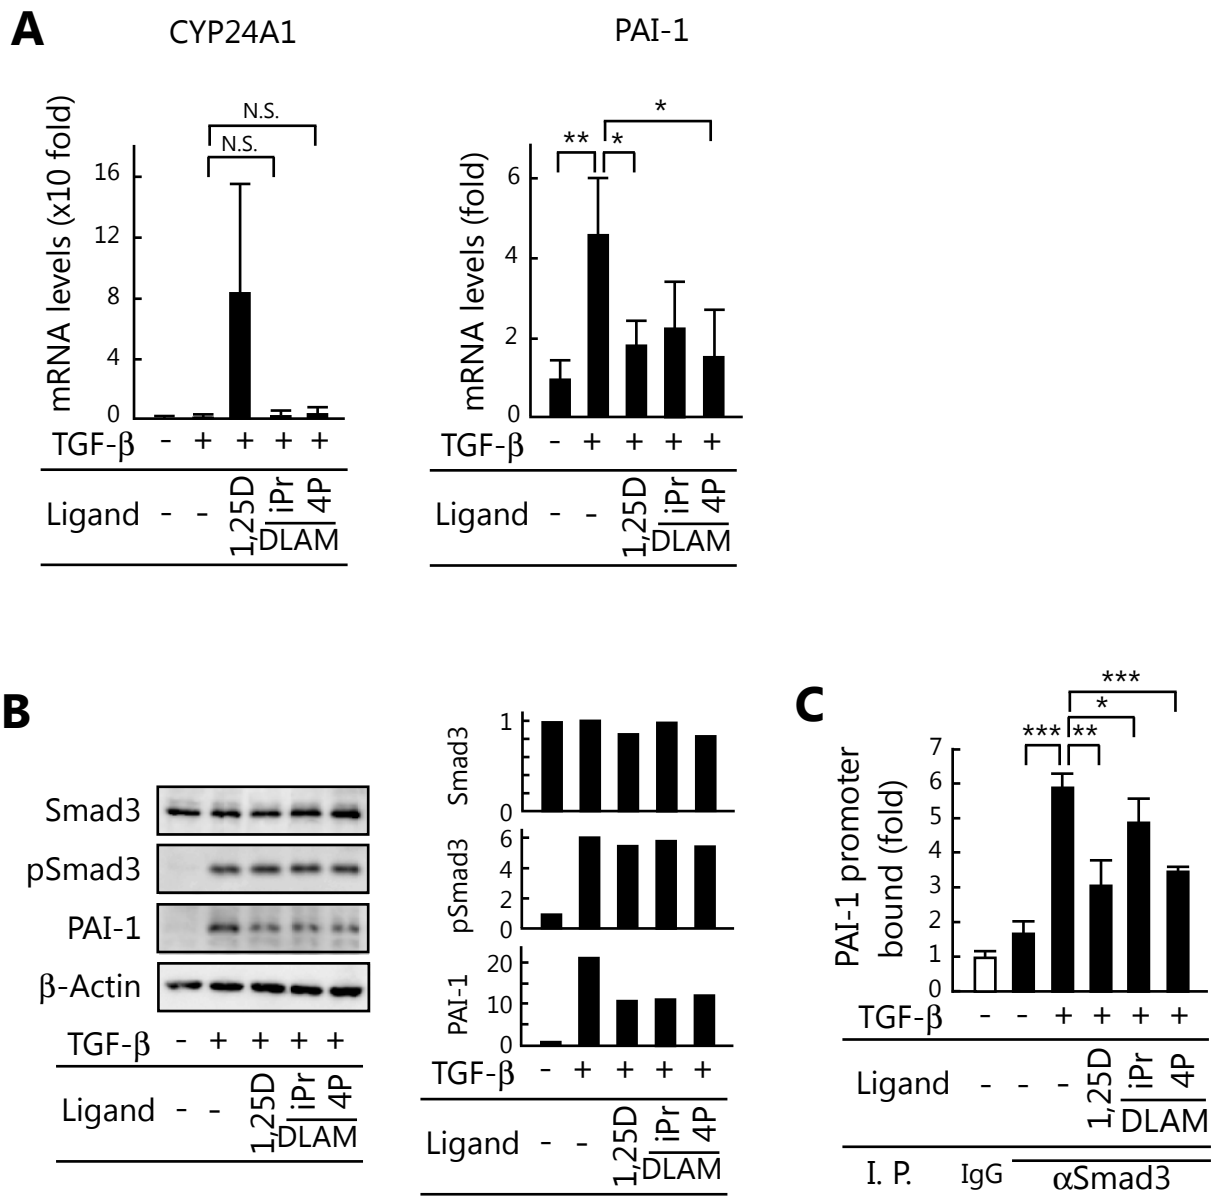 A
CYP24A1
PAI-1
mRNA levels (x10 fold)
16
12
8
4
0
N.S.
N.S.
TGF-β - + + + +
Ligand - - 1,25D iPr 4P
DLAM
mRNA levels (fold)
6
4
2
0
** *
*
TGF-β - + + + +
Ligand - - 1,25D iPr 4P
DLAM
B
Smad3
pSmad3
PAI-1
β-Actin
TGF-β - + + + +
Ligand - - 1,25D iPr 4P
DLAM
Smad3
1
0
pSmad3
6
4
2
0
PAI-1
20
10
0
TGF-β - + + + +
Ligand - - 1,25D iPr 4P
DLAM
C
PAI-1 promoter
bound (fold)
7
6
5
4
3
2
1
0
***
*
*** **
TGF-β - - + + + +
Ligand - - - 1,25D iPr 4P
DLAM
I. P. IgG αSmad3